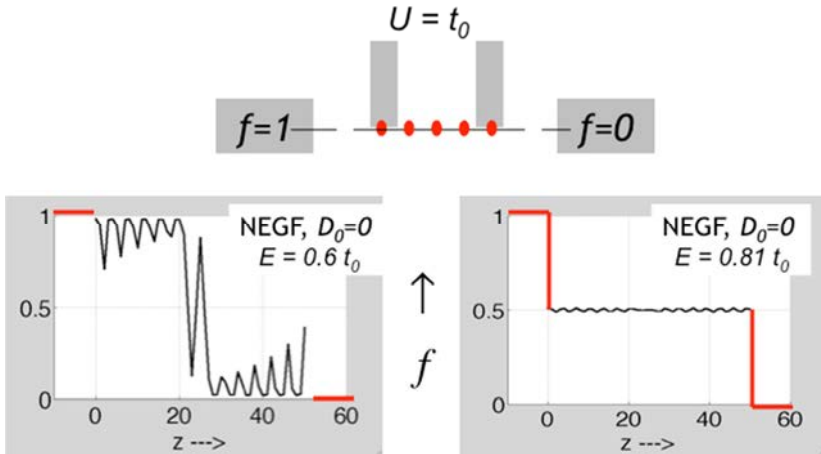 U = t₀
f=1
f=0
1
0.5
0
0
20
40
60
z --->
NEGF, D₀=0
E = 0.6 t₀
↑
f
1
0.5
0
0
20
40
60
z --->
NEGF, D₀=0
E = 0.81 t₀